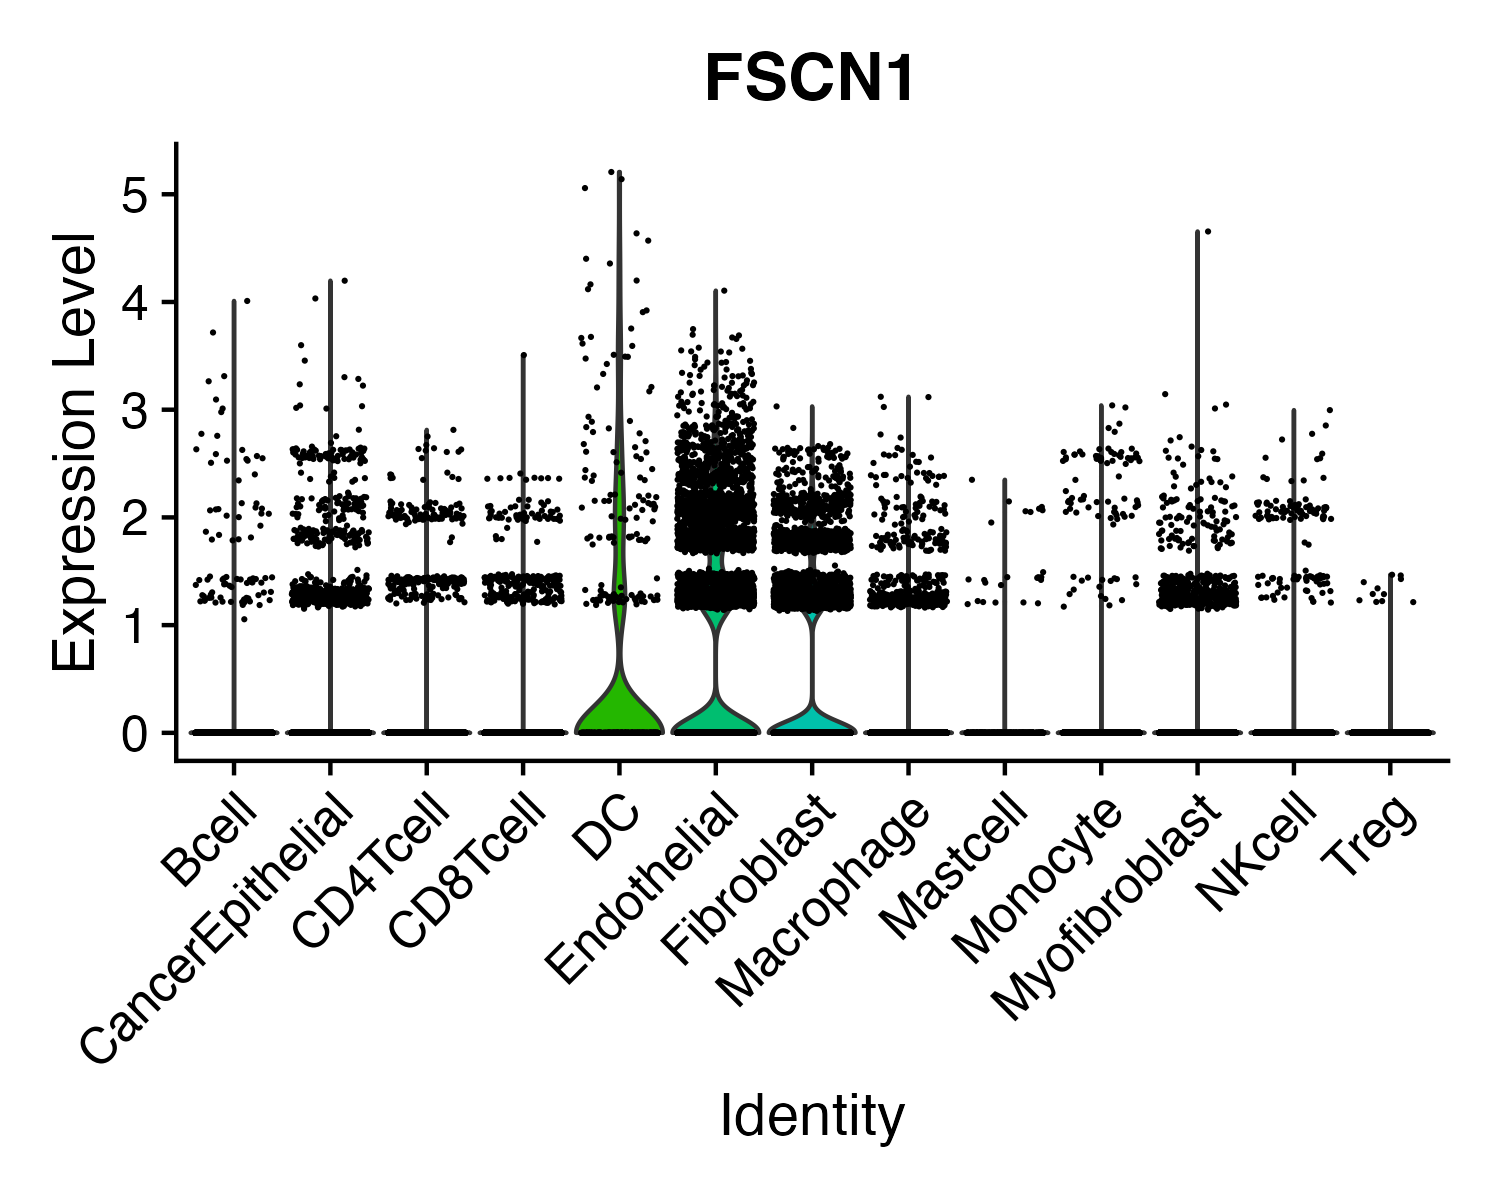 FSCN1
Expression Level
5
4
3
2
1
0
Bcell
CancerEpithelial
CD4Tcell
CD8Tcell
DC
Endothelial
Fibroblast
Macrophage
Mastcell
Monocyte
Myofibroblast
NKcell
Treg
Identity